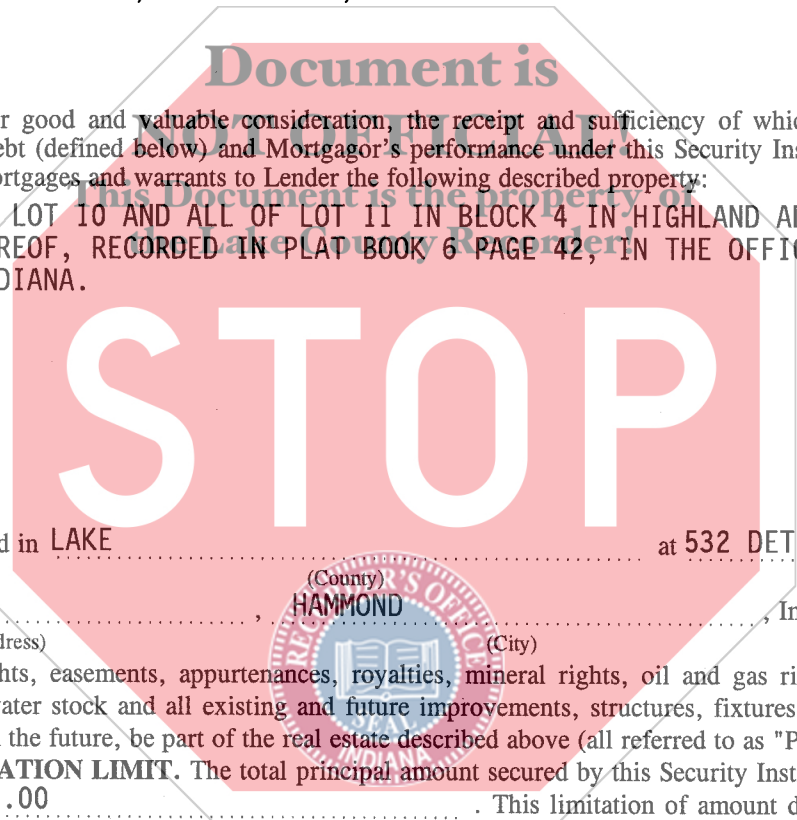 Document is
r good and valuable consideration, the receipt and sufficiency of whic
NOT OFFICIAL!
ebt (defined below) and Mortgagor's performance under this Security Ins
ortgages and warrants to Lender the following described property:
This Document is the property of
LOT 10 AND ALL OF LOT 11 IN BLOCK 4 IN HIGHLAND AD
the Lake County Recorder!
REOF, RECORDED IN PLAT BOOK 6 PAGE 42, IN THE OFFIC
DIANA.
STOP
d in LAKE at 532 DET
(County)
, HAMMOND , In
dress) (City)
RECORDER'S OFFICE
SEAL
INDIANA
hts, easements, appurtenances, royalties, mineral rights, oil and gas ri
vater stock and all existing and future improvements, structures, fixtures
n the future, be part of the real estate described above (all referred to as "P
ATION LIMIT. The total principal amount secured by this Security Inst
.00 . This limitation of amount d